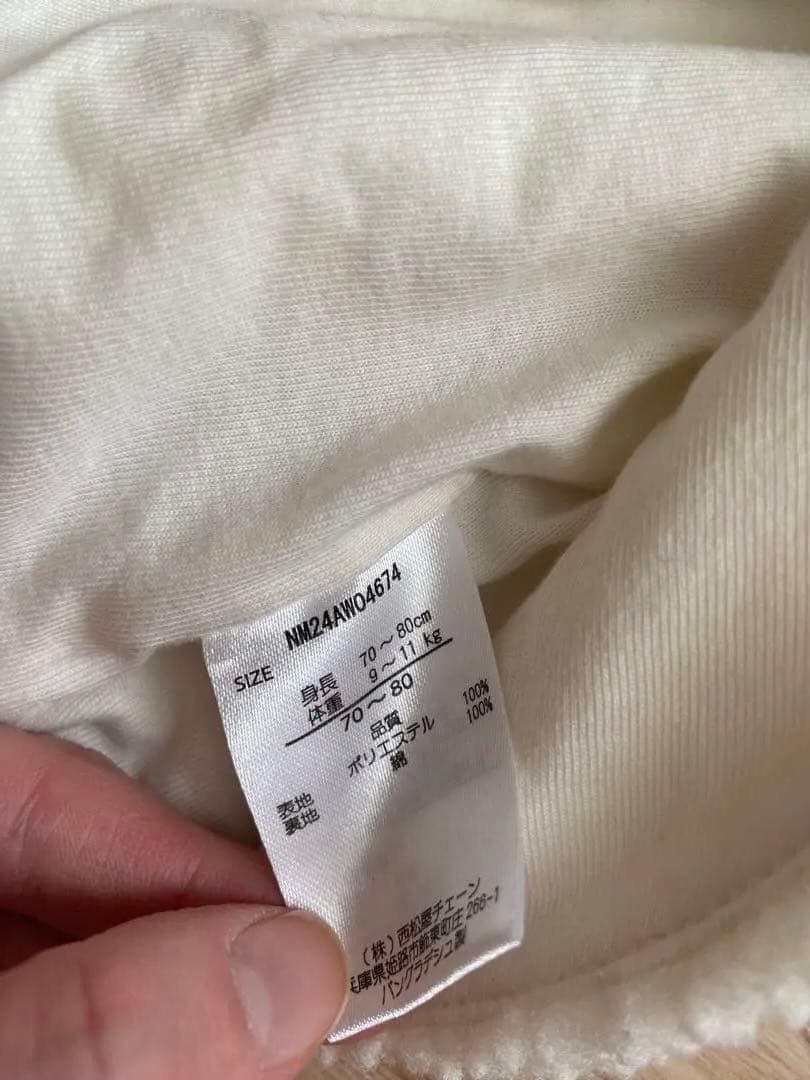 NM24AW04674
SIZE
身長 70～80cm
体重 9～11kg
70～80
品質
表地 ポリエステル 100%
裏地 綿 100%
(株)西松屋チェーン
兵庫県姫路市飾東町庄266-1
バングラデシュ製